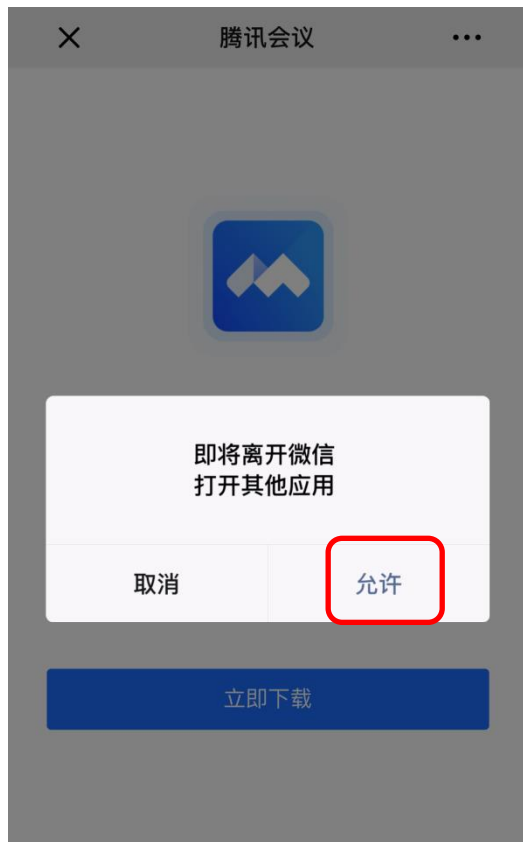 腾讯会议
即将离开微信
打开其他应用
取消
允许
立即下载